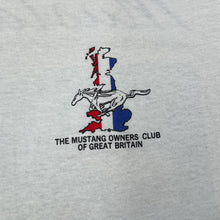 THE MUSTANG OWNERS CLUB
OF GREAT BRITAIN